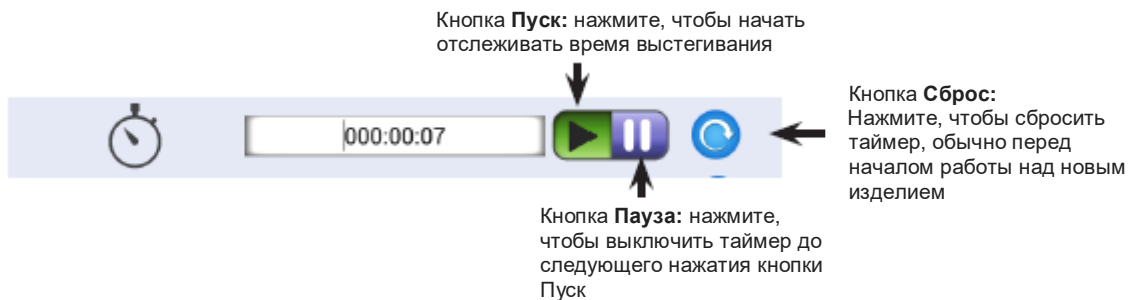 Кнопка Пуск: нажмите, чтобы начать
отслеживать время выстегивания
000:00:07
Кнопка Сброс:
Нажмите, чтобы сбросить
таймер, обычно перед
началом работы над новым
изделием
Кнопка Пауза: нажмите,
чтобы выключить таймер до
следующего нажатия кнопки
Пуск